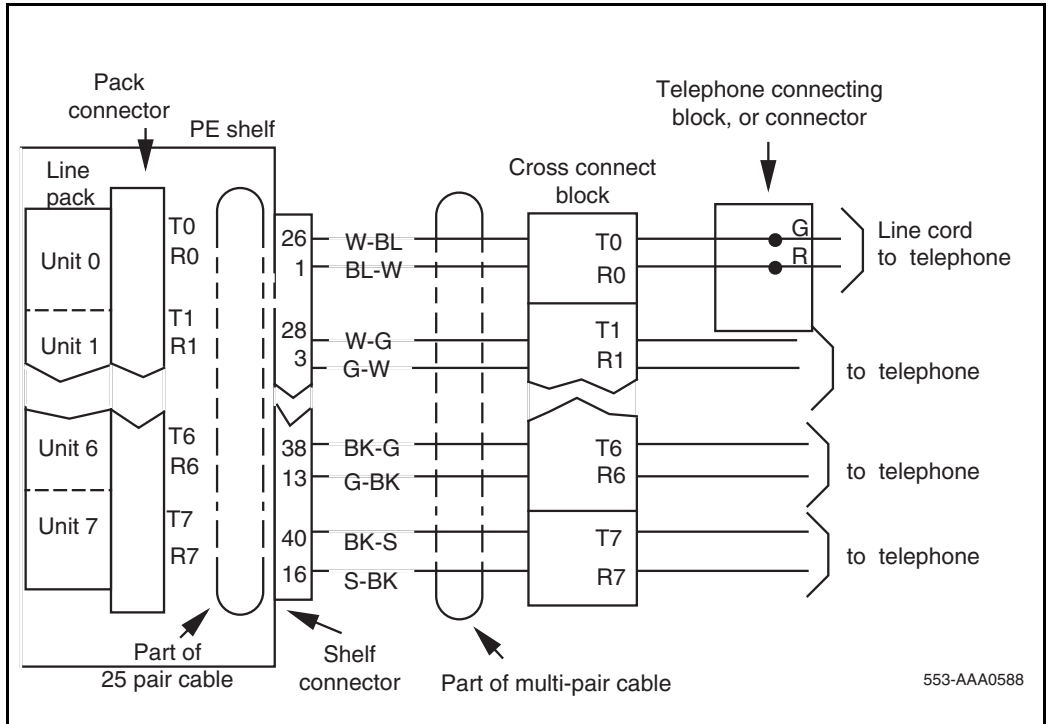 Pack
connector
PE shelf
Telephone connecting
block, or connector
Line
pack
Cross connect
block
Unit 0
T0
R0
26 W-BL
1 BL-W
T0
R0
G
R
Line cord
to telephone
Unit 1
T1
R1
28 W-G
3 G-W
T1
R1
to telephone
Unit 6
T6
R6
38 BK-G
13 G-BK
T6
R6
to telephone
Unit 7
T7
R7
40 BK-S
16 S-BK
T7
R7
to telephone
Part of
25 pair cable
Shelf
connector
Part of multi-pair cable
553-AAA0588